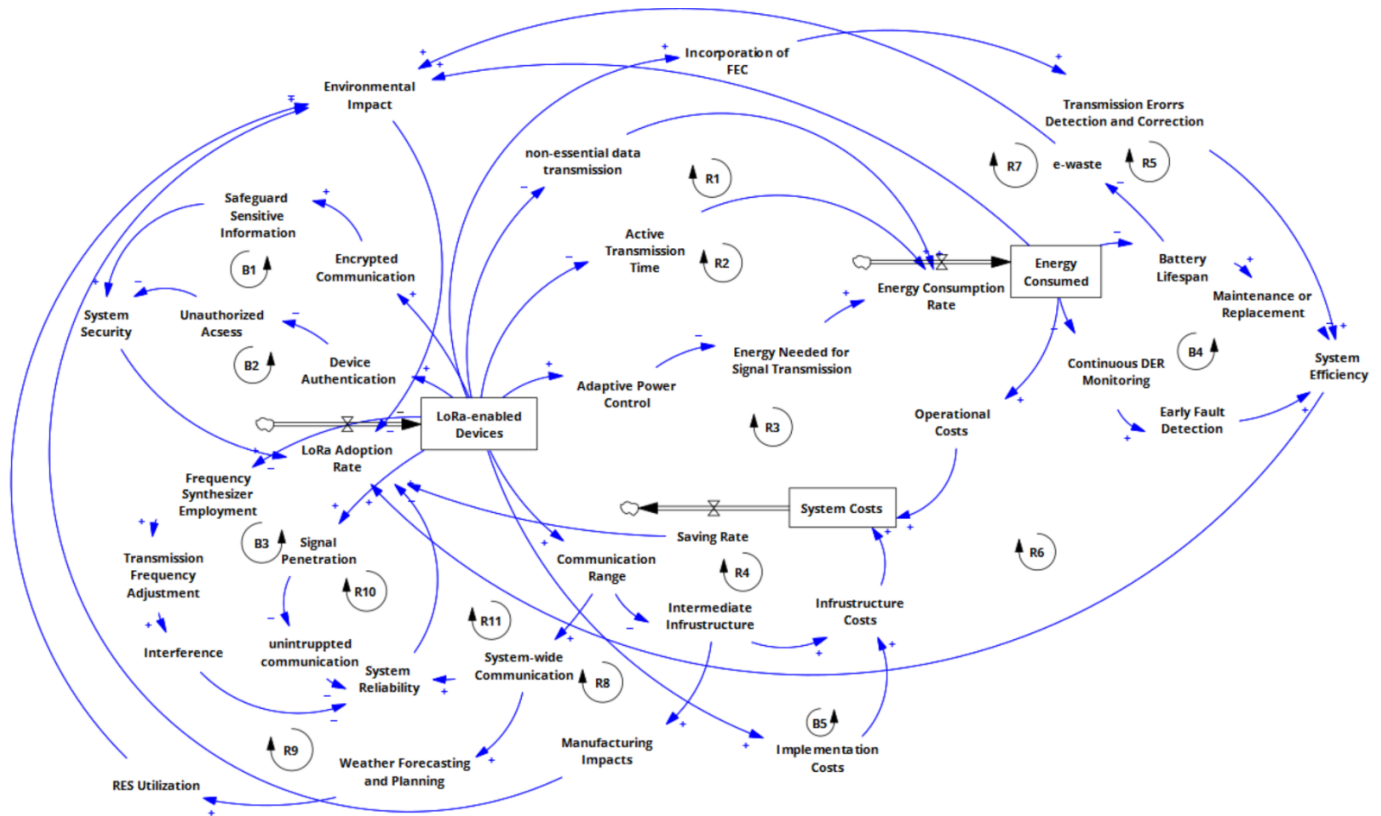 Incorporation of
FEC
Environmental
Impact
Transmission Erorrs
Detection and Correction
non-essential data
transmission
R1
R7
e-waste
R5
Safeguard
Sensitive
Information
Active
Transmission
Time
R2
B1
Encrypted
Communication
Energy
Consumed
Battery
Lifespan
Energy Consumption
Rate
Maintenance or
Replacement
System
Security
Unauthorized
Acsess
B2
Device
Authentication
Energy Needed for
Signal Transmission
B4
Continuous DER
Monitoring
System
Efficiency
Adaptive Power
Control
LoRa-enabled
Devices
R3
Operational
Costs
Early Fault
Detection
LoRa Adoption
Rate
Frequency
Synthesizer
Employment
System Costs
Saving Rate
B3
Signal
Penetration
Transmission
Frequency
Adjustment
R10
Communication
Range
R4
R6
Intermediate
Infrastructure
Infrustructure
Costs
R11
Interference
unintruppted
communication
System
Reliability
System-wide
Communication
R8
B5
R9
Manufacturing
Impacts
Implementation
Costs
Weather Forecasting
and Planning
RES Utilization